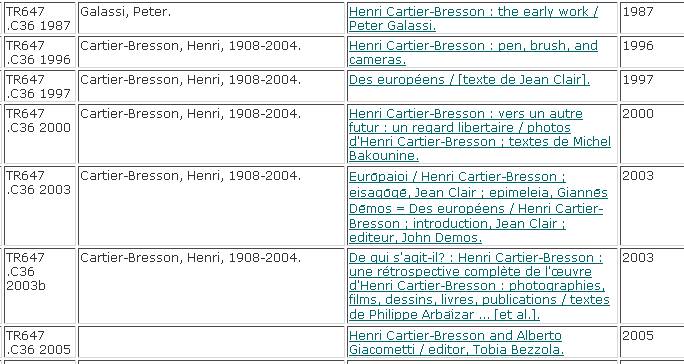 TR647
.C36 1987
Galassi, Peter.
Henri Cartier-Bresson : the early work /
Peter Galassi.
1987
TR647
.C36 1996
Cartier-Bresson, Henri, 1908-2004.
Henri Cartier-Bresson : pen, brush, and
cameras.
1996
TR647
.C36 1997
Cartier-Bresson, Henri, 1908-2004.
Des européens / [texte de Jean Clair].
1997
TR647
.C36 2000
Cartier-Bresson, Henri, 1908-2004.
Henri Cartier-Bresson : vers un autre
futur : un regard libertaire / photos
d'Henri Cartier-Bresson ; textes de Michel
Bakounine.
2000
TR647
.C36 2003
Cartier-Bresson, Henri, 1908-2004.
Eurōpaioi / Henri Cartier-Bresson ;
eisagōgē, Jean Clair ; epimeleia, Giannēs
Dēmos = Des européens / Henri Cartier-
Bresson ; introduction, Jean Clair ;
editeur, John Demos.
2003
TR647
.C36
2003b
Cartier-Bresson, Henri, 1908-2004.
De qui s'agit-il? : Henri Cartier-Bresson :
une rétrospective complète de l'œuvre
d'Henri Cartier-Bresson : photographies,
films, dessins, livres, publications / textes
de Philippe Arbaïzar ... [et al.].
2003
TR647
.C36 2005
Henri Cartier-Bresson and Alberto
Giacometti / editor, Tobia Bezzola.
2005